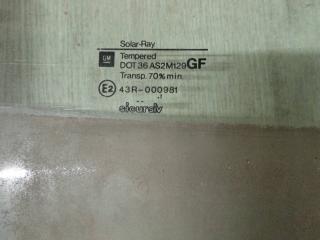 Solar-Ray
GM Tempered
DOT 36 AS2M129 GF
Transp. 70% min.
E2 43R-000981